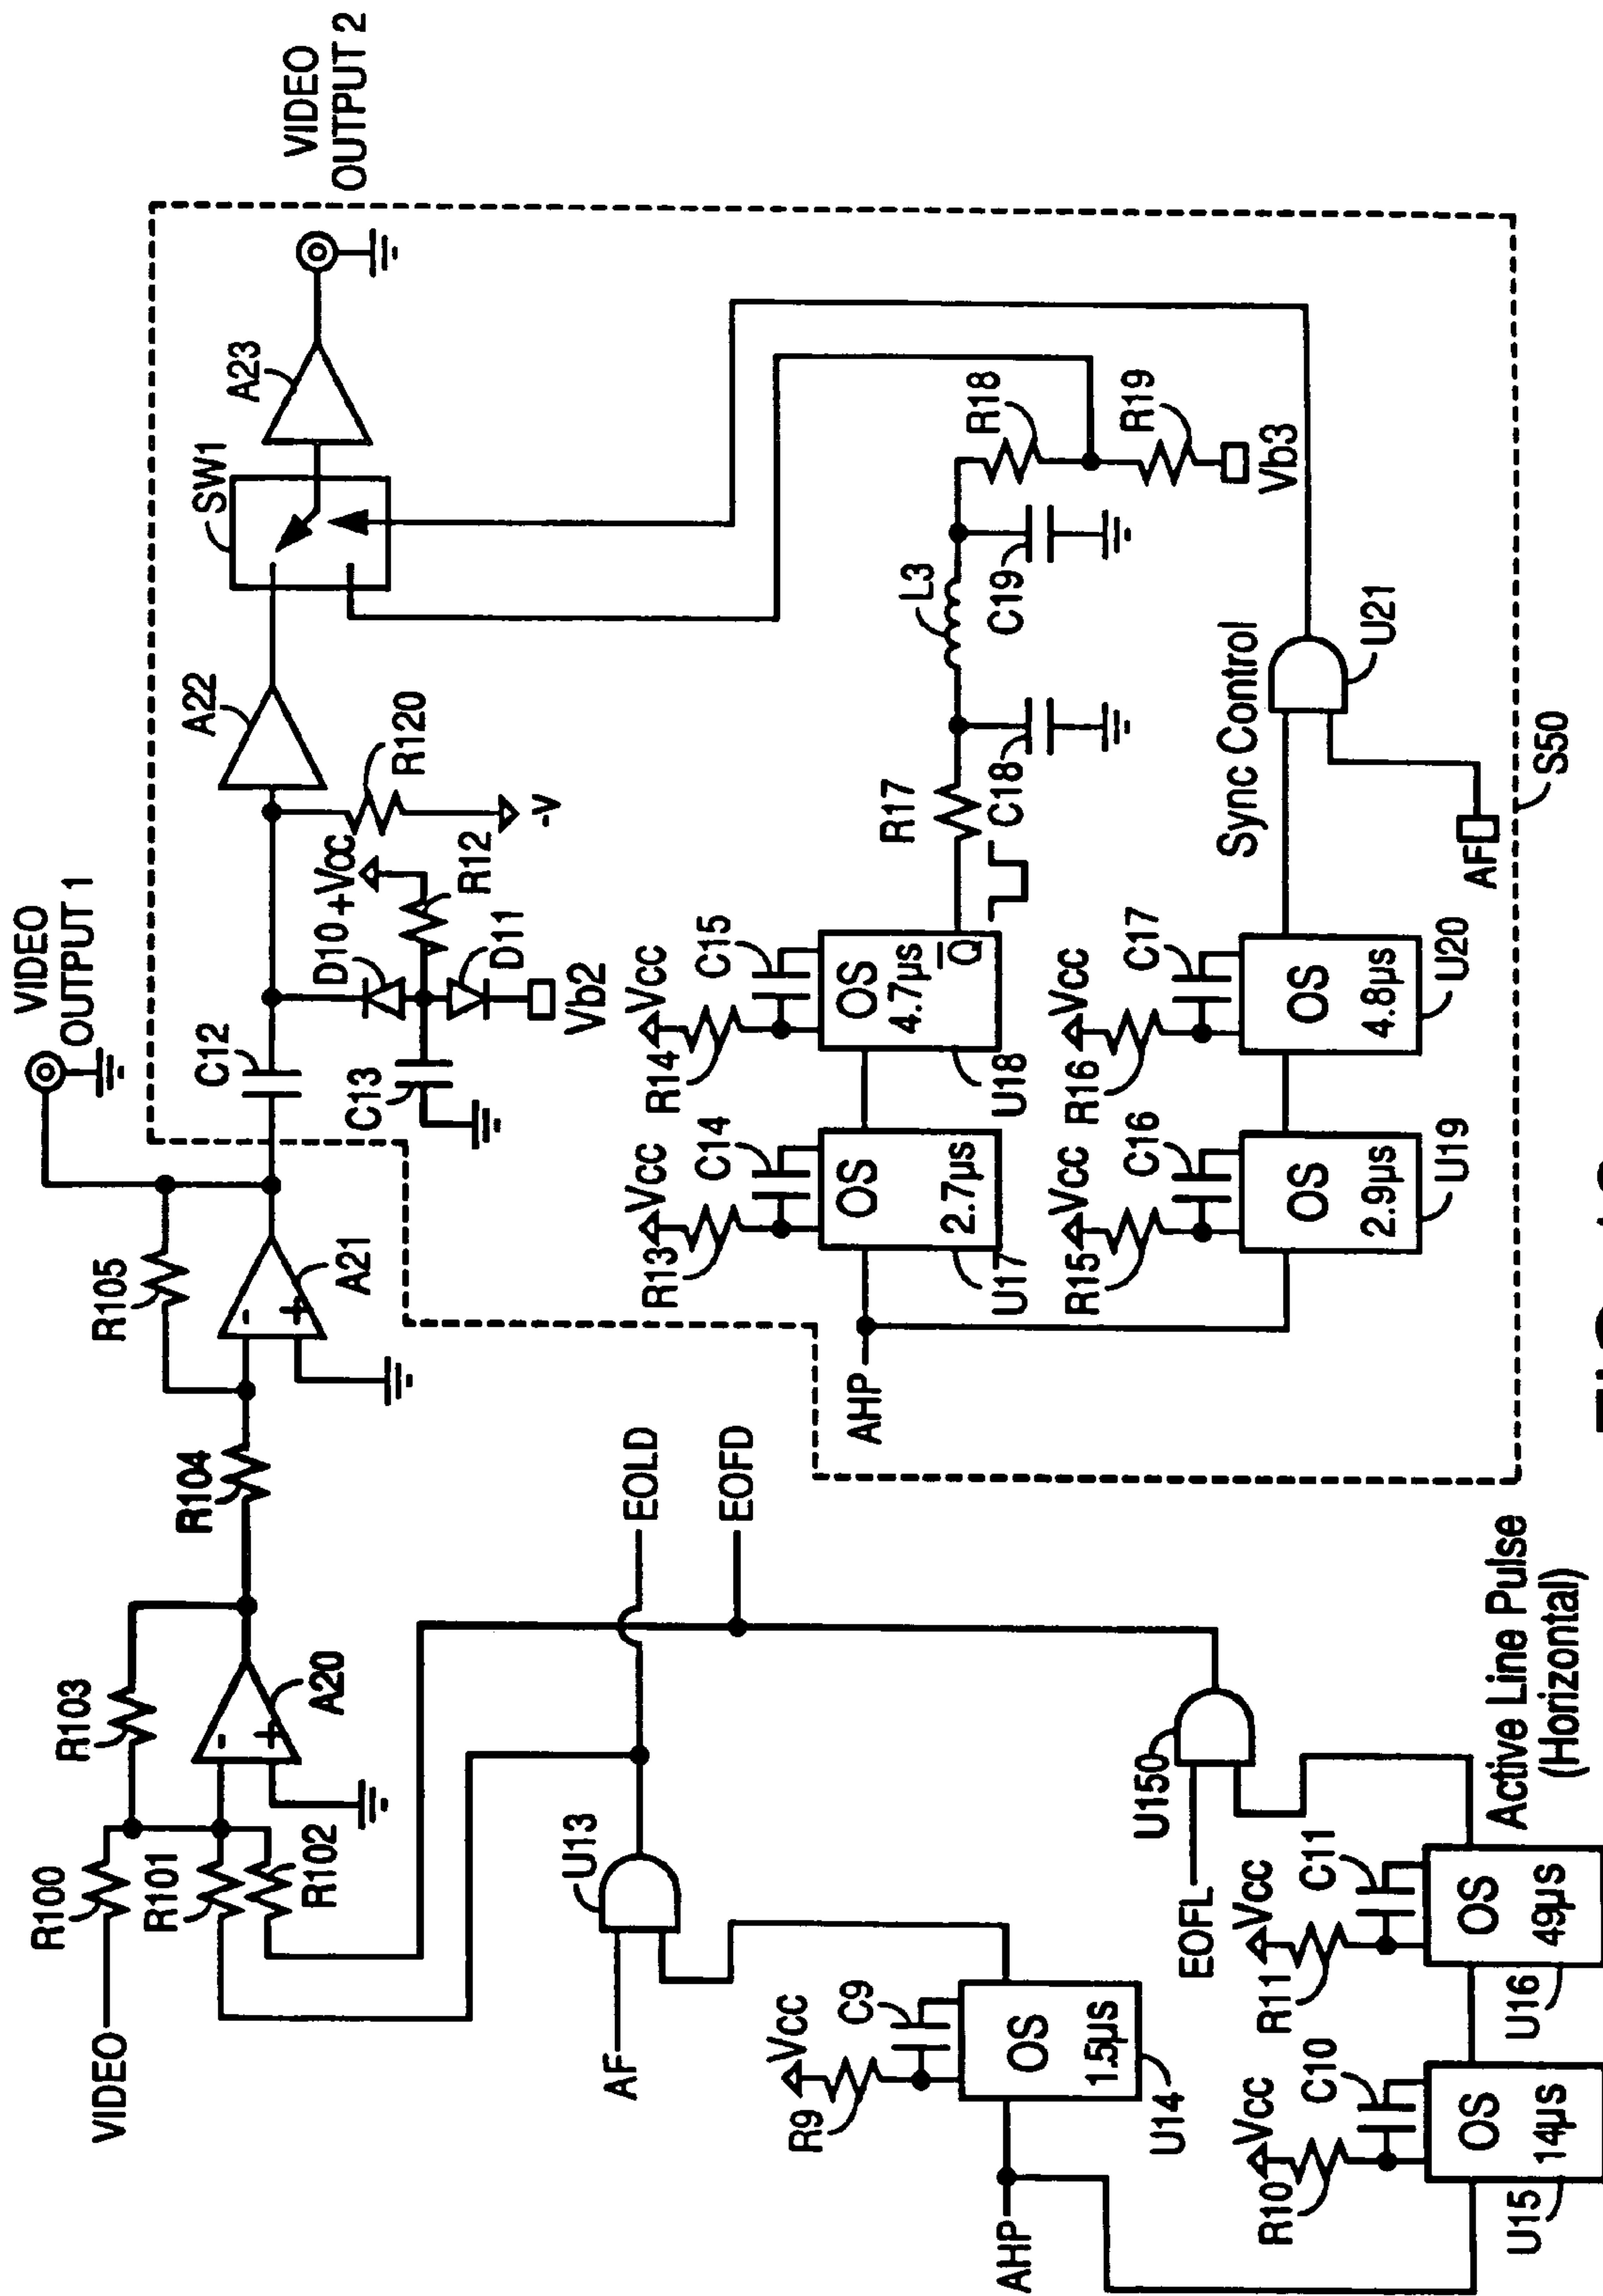 VIDEO
OUTPUT 1
VIDEO
OUTPUT 2
R105
C12
A22
SW1
A23
R103
R104
A21
D10
+Vcc
R120
-V
R12
D11
C13
Vb2
VIDEO
R100
R101
R102
A20
EOLD
EOFD
R13
Vcc
C14
OS
2.7µs
U17
R14
Vcc
C15
OS
4.7µs
Q
U18
R17
C18
L3
C19
R18
R19
Vb3
AHP
R15
Vcc
C16
OS
2.9µs
U19
R16
Vcc
C17
OS
4.8µs
U20
Sync Control
U21
AF
S50
AF
U13
R9
Vcc
C9
OS
1.5µs
U14
AHP
EOFL
U150
R10
Vcc
C10
OS
14µs
U15
R11
Vcc
C11
OS
49µs
U16
Active Line Pulse
(Horizontal)